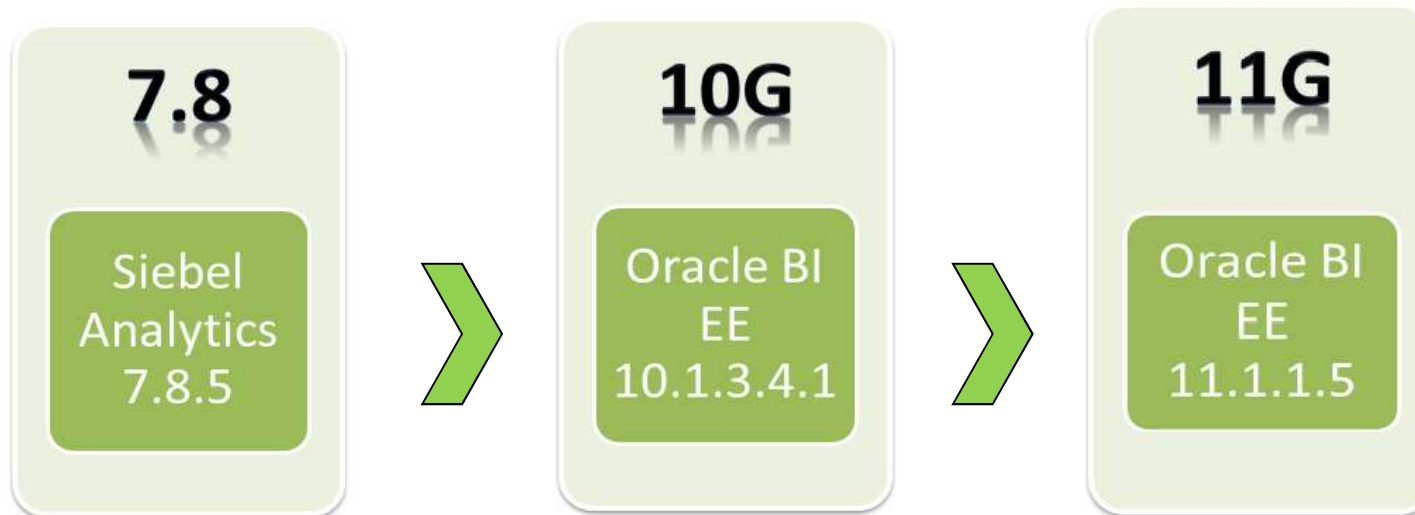 7.8
Siebel
Analytics
7.8.5
10G
Oracle BI
EE
10.1.3.4.1
11G
Oracle BI
EE
11.1.1.5